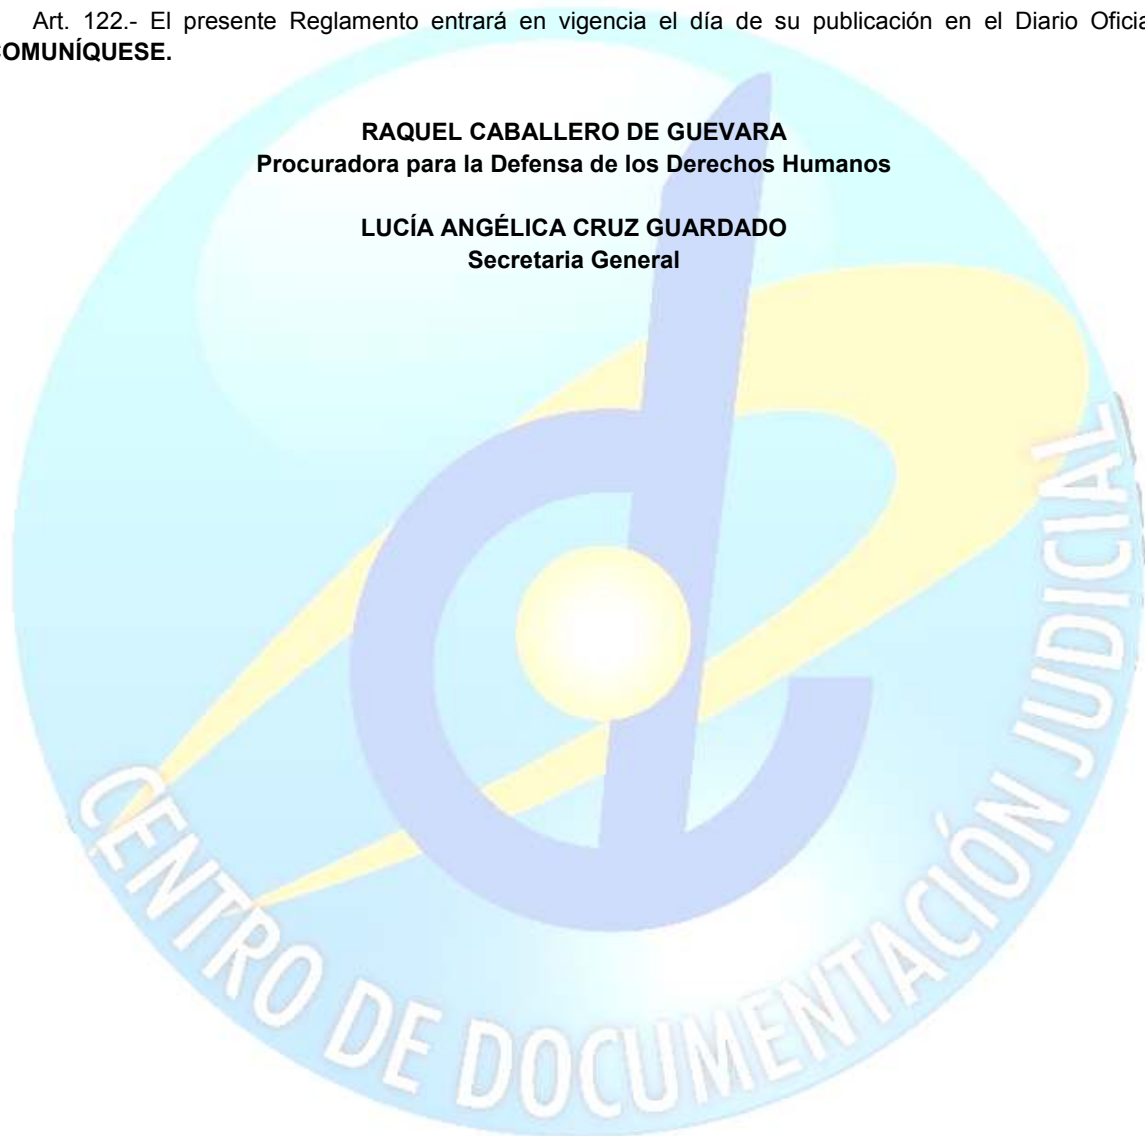 Art. 122.- El presente Reglamento entrará en vigencia el día de su publicación en el Diario Oficia
COMUNÍQUESE.
RAQUEL CABALLERO DE GUEVARA
Procuradora para la Defensa de los Derechos Humanos
LUCÍA ANGÉLICA CRUZ GUARDADO
Secretaria General
CENTRO DE DOCUMENTACIÓN JUDICIAL